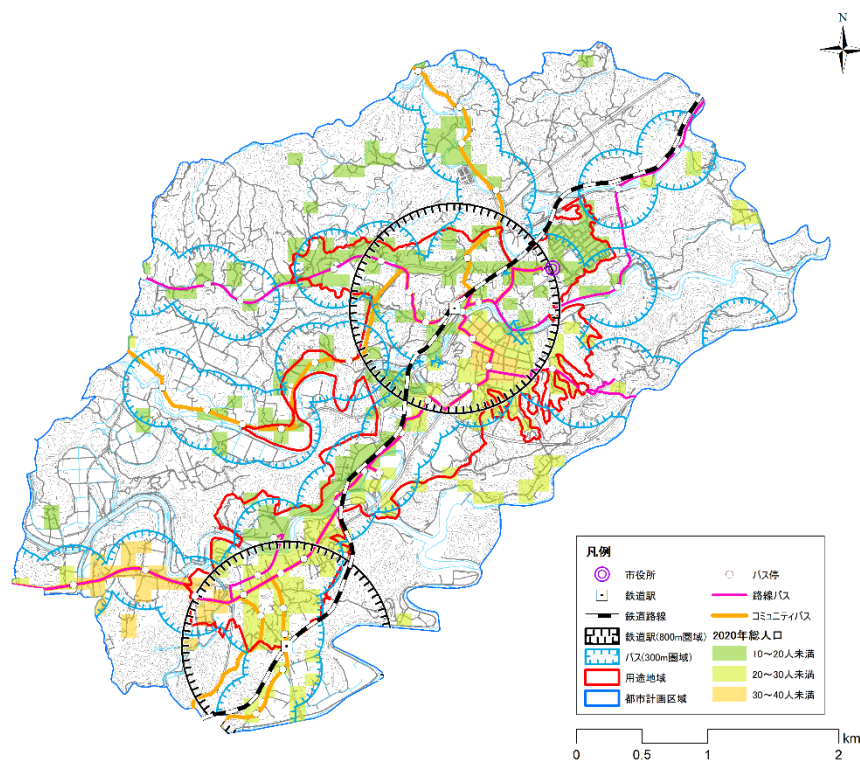 N
凡例
市役所
バス停
鉄道駅
路線バス
鉄道路線
コミュニティバス
鉄道駅(800m圏域)
2020年総人口
バス(300m圏域)
10～20人未満
用途地域
20～30人未満
都市計画区域
30～40人未満
km
0 0.5 1 2